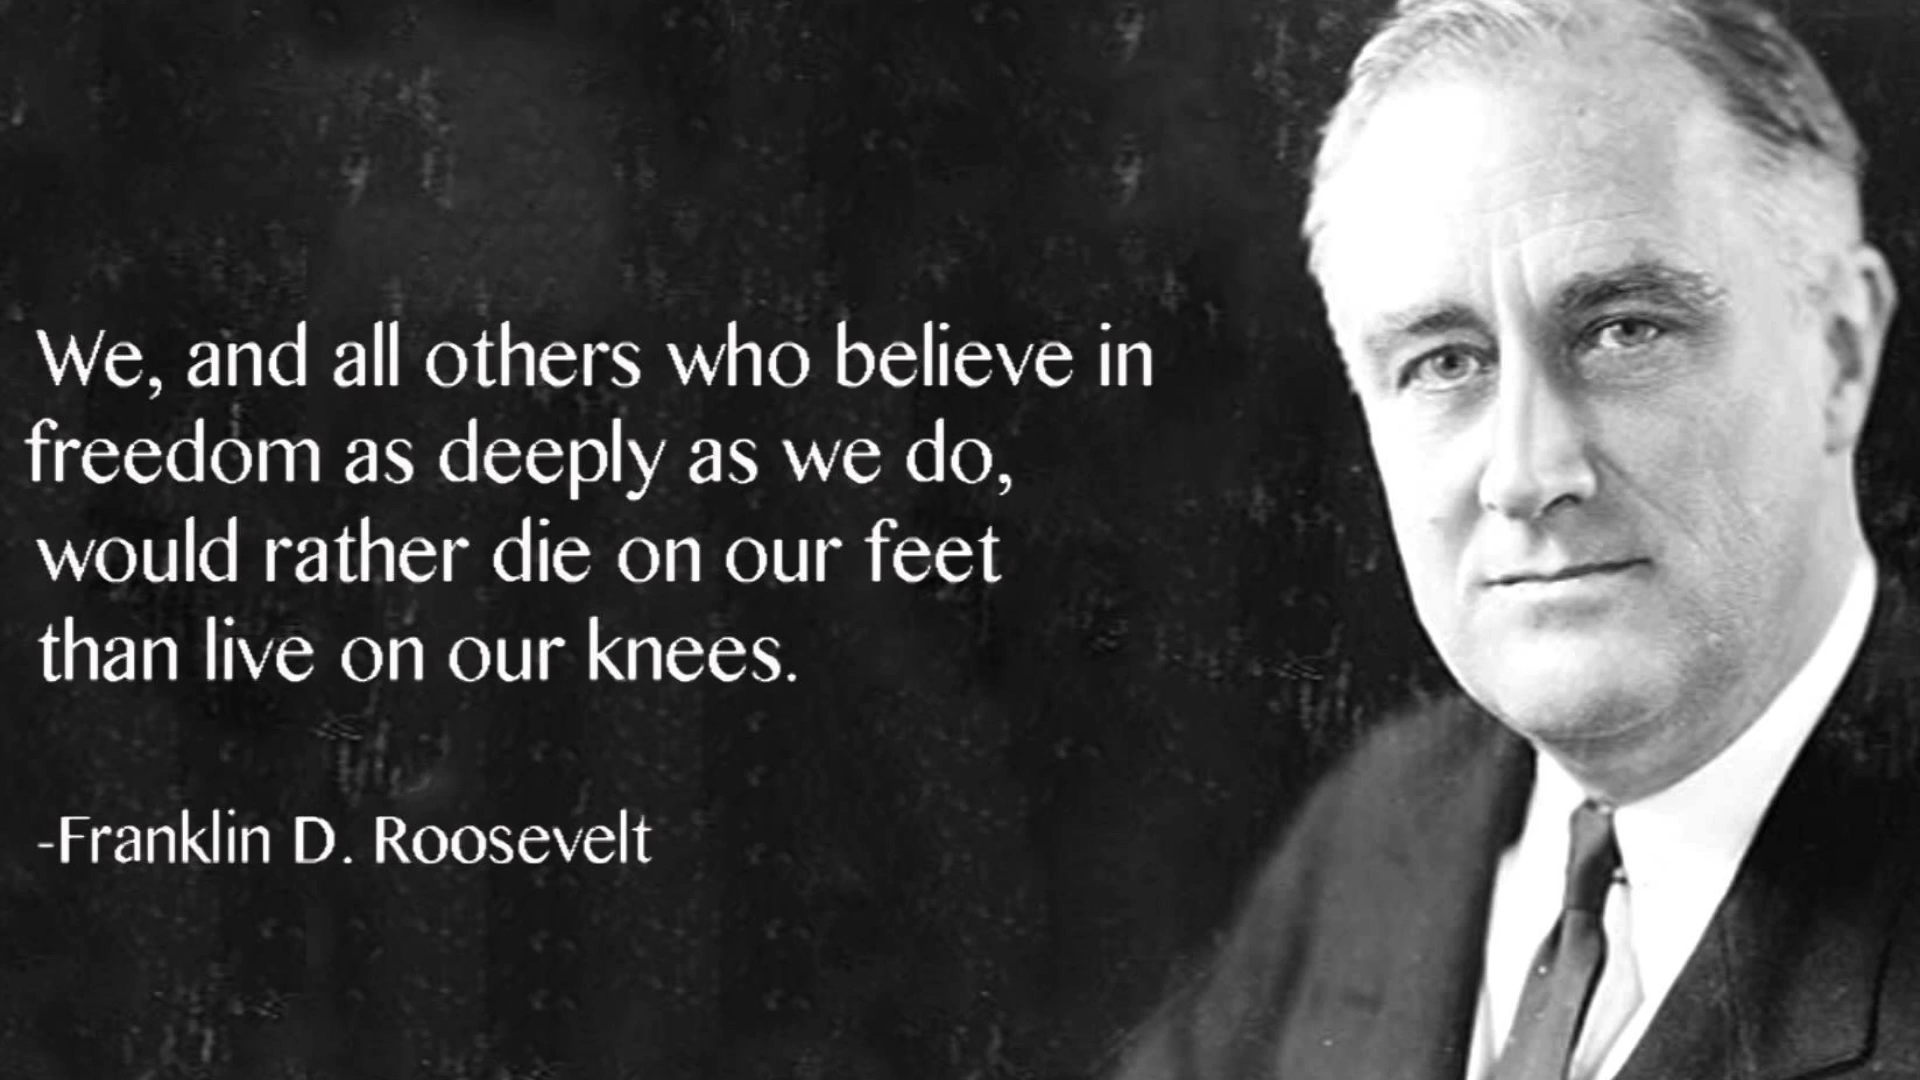 We, and all others who believe in
freedom as deeply as we do,
would rather die on our feet
than live on our knees.
-Franklin D. Roosevelt